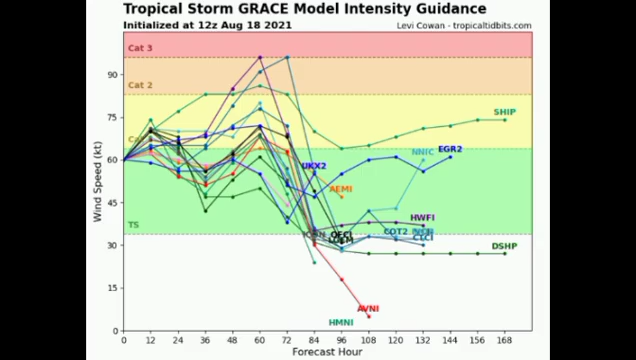 Tropical Storm GRACE Model Intensity Guidance
Initialized at 12z Aug 18 2021
Levi Cowan - tropicaltidbits.com
Cat 3
Cat 2
TS
SHIP
EGR2
NNIC
UKX2
AEMI
HWFI
COT2
CTCI
DSHP
AVNI
HMNI
Wind Speed (kt)
90
75
60
45
30
15
0
0 12 24 36 48 60 72 84 96 108 120 132 144 156 168
Forecast Hour